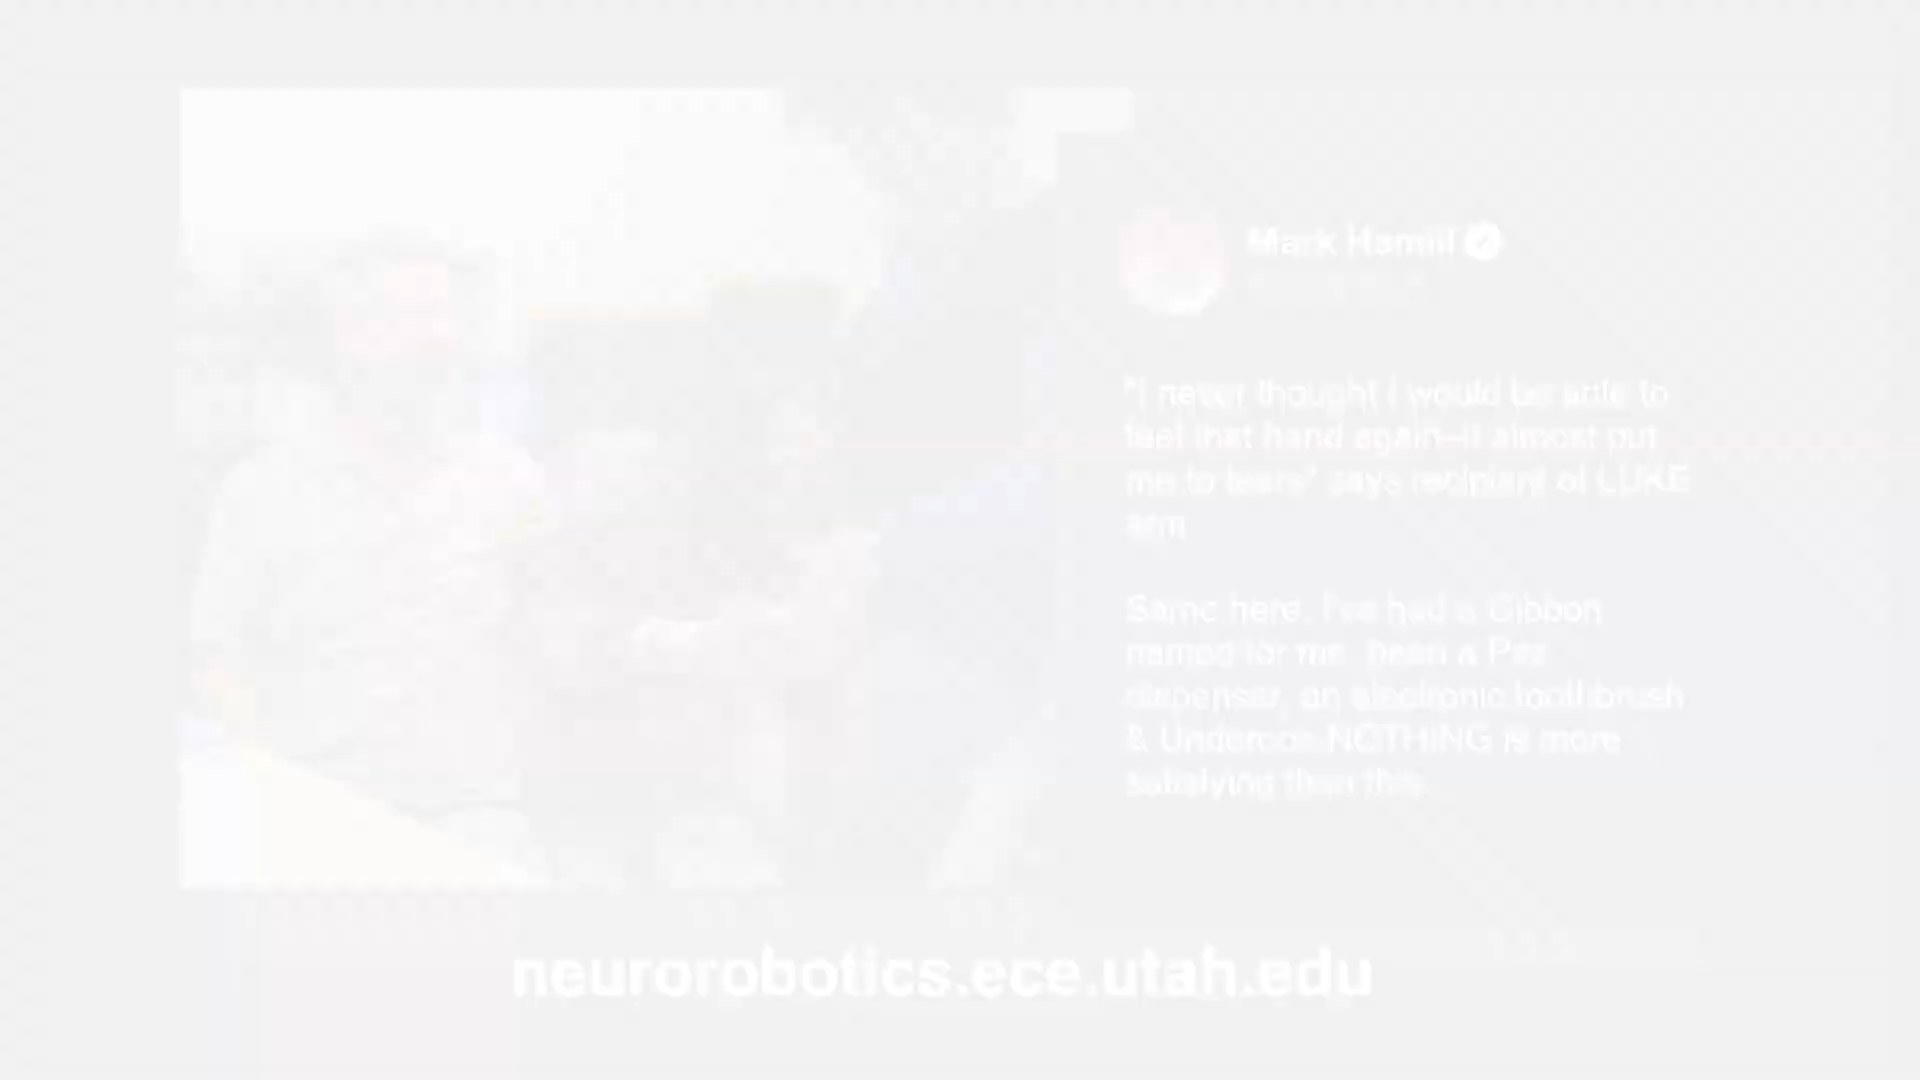 Mark Hamill
"I never thought I would be able to
feel that hand again–it almost put
me to tears" says recipient of LUKE
arm
Same here. I've had a Gibbon
named for me, been a Pez
dispenser, an electronic toothbrush
& Underoos-NOTHING is more
satisfying than this.
neurorobotics.ece.utah.edu